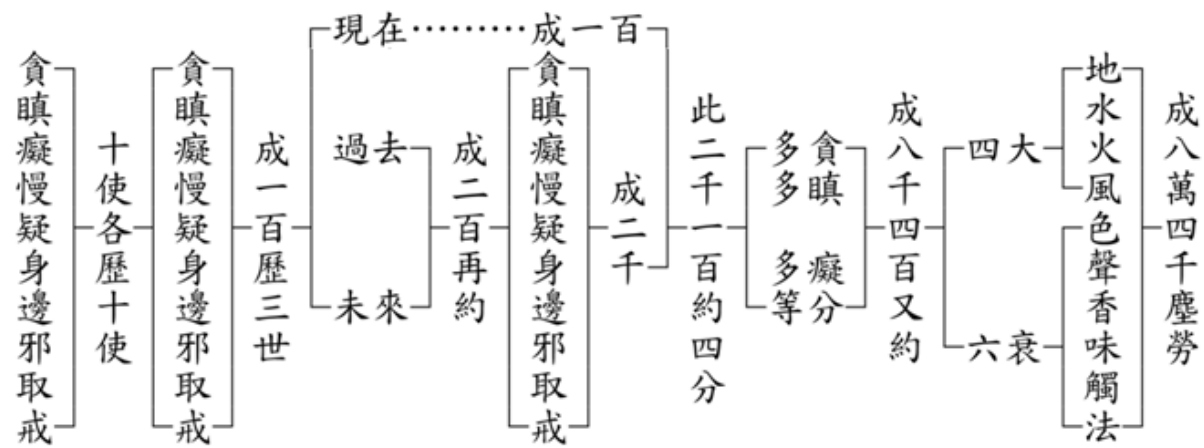 貪瞋癡慢疑身邊邪取戒
十使各歷十使
貪瞋癡慢疑身邊邪取戒
成一百歷三世
現在………成一百
過去
未來
成二百再約
貪瞋癡慢疑身邊邪取戒
成二千
此二千一百約四分
多貪
多瞋
多癡
等分
成八千四百又約
四大
六衰
地水火風色聲香味觸法
成八萬四千塵勞